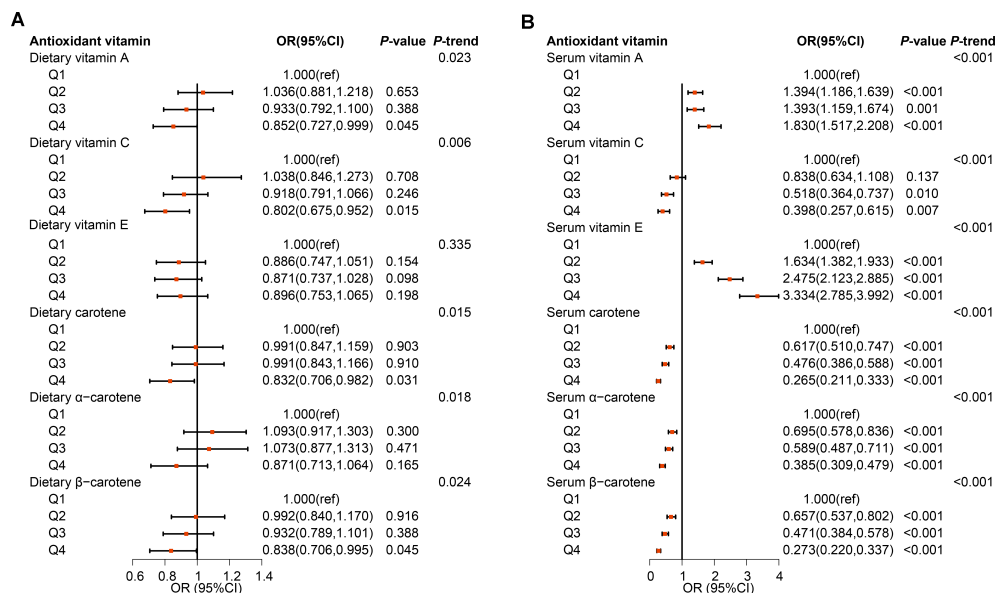 A
Antioxidant vitamin OR(95%CI) P-value P-trend
Dietary vitamin A 0.023
Q1 1.000(ref)
Q2 1.036(0.881,1.218) 0.653
Q3 0.933(0.792,1.100) 0.388
Q4 0.852(0.727,0.999) 0.045
Dietary vitamin C 0.006
Q1 1.000(ref)
Q2 1.038(0.846,1.273) 0.708
Q3 0.918(0.791,1.066) 0.246
Q4 0.802(0.675,0.952) 0.015
Dietary vitamin E
Q1 1.000(ref) 0.335
Q2 0.886(0.747,1.051) 0.154
Q3 0.871(0.737,1.028) 0.098
Q4 0.896(0.753,1.065) 0.198
Dietary carotene 0.015
Q1 1.000(ref)
Q2 0.991(0.847,1.159) 0.903
Q3 0.991(0.843,1.166) 0.910
Q4 0.832(0.706,0.982) 0.031
Dietary α−carotene 0.018
Q1 1.000(ref)
Q2 1.093(0.917,1.303) 0.300
Q3 1.073(0.877,1.313) 0.471
Q4 0.871(0.713,1.064) 0.165
Dietary β−carotene 0.024
Q1 1.000(ref)
Q2 0.992(0.840,1.170) 0.916
Q3 0.932(0.789,1.101) 0.388
Q4 0.838(0.706,0.995) 0.045
0.6 0.8 1 1.2 1.4
OR (95%CI)
B
Antioxidant vitamin OR(95%CI) P-value P-trend
Serum vitamin A <0.001
Q1 1.000(ref)
Q2 1.394(1.186,1.639) <0.001
Q3 1.393(1.159,1.674) 0.001
Q4 1.830(1.517,2.208) <0.001
Serum vitamin C
Q1 1.000(ref) <0.001
Q2 0.838(0.634,1.108) 0.137
Q3 0.518(0.364,0.737) 0.010
Q4 0.398(0.257,0.615) 0.007
Serum vitamin E <0.001
Q1 1.000(ref)
Q2 1.634(1.382,1.933) <0.001
Q3 2.475(2.123,2.885) <0.001
Q4 3.334(2.785,3.992) <0.001
Serum carotene <0.001
Q1 1.000(ref)
Q2 0.617(0.510,0.747) <0.001
Q3 0.476(0.386,0.588) <0.001
Q4 0.265(0.211,0.333) <0.001
Serum α−carotene <0.001
Q1 1.000(ref)
Q2 0.695(0.578,0.836) <0.001
Q3 0.589(0.487,0.711) <0.001
Q4 0.385(0.309,0.479) <0.001
Serum β−carotene <0.001
Q1 1.000(ref)
Q2 0.657(0.537,0.802) <0.001
Q3 0.471(0.384,0.578) <0.001
Q4 0.273(0.220,0.337) <0.001
0 1 2 3 4
OR (95%CI)